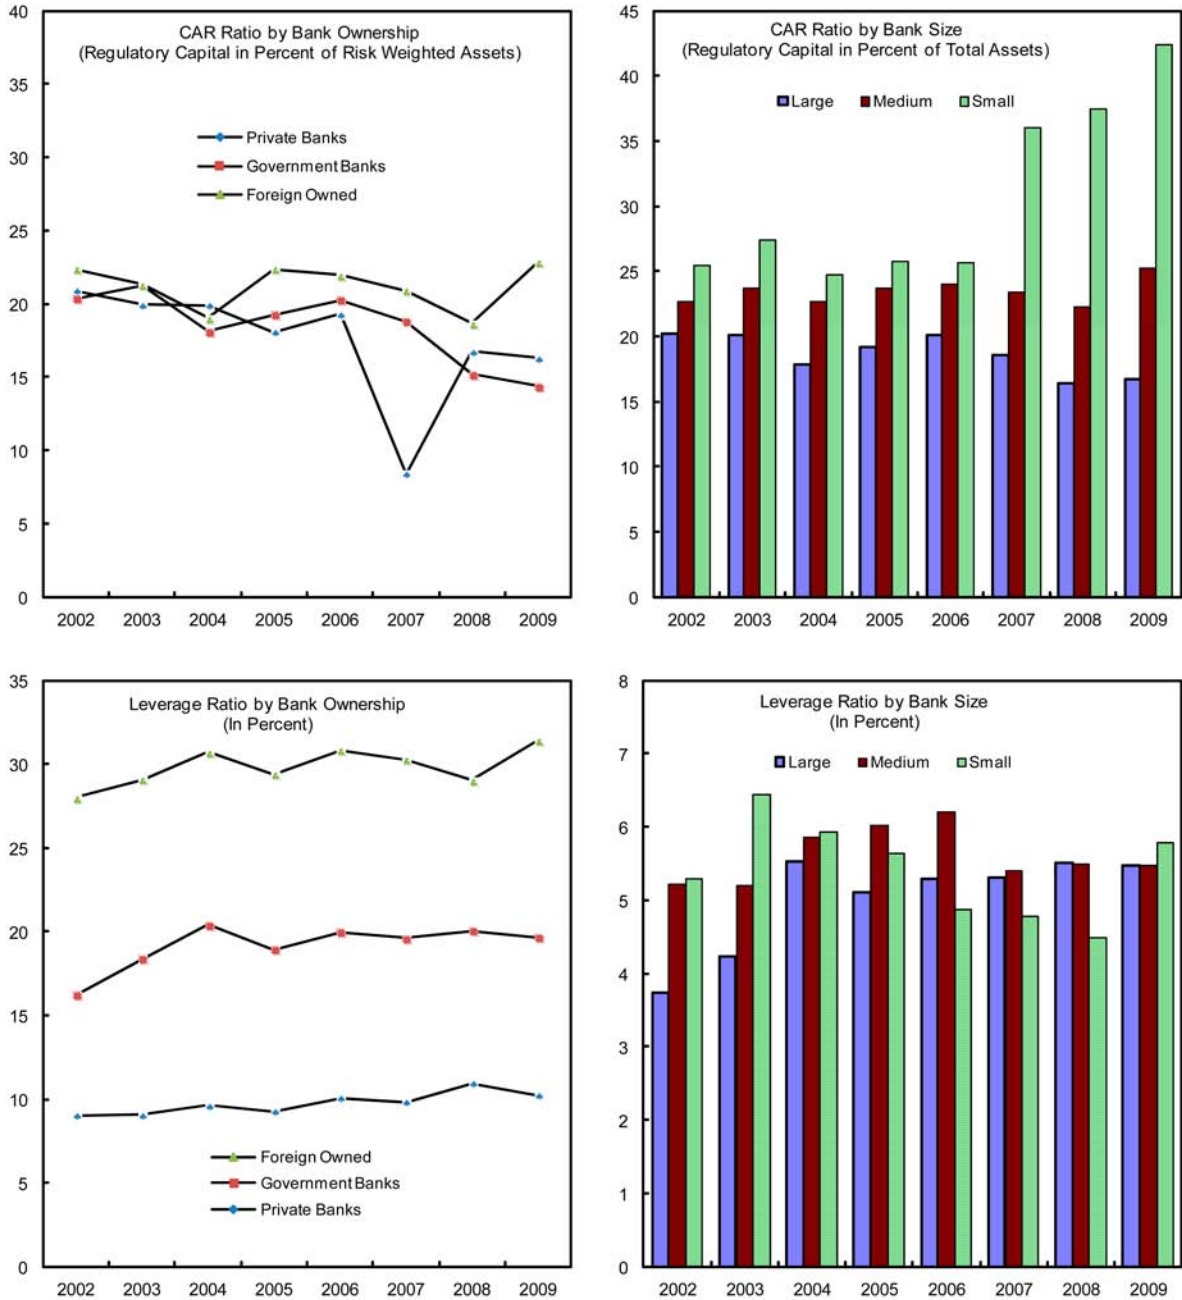 CAR Ratio by Bank Ownership
(Regulatory Capital in Percent of Risk Weighted Assets)
40
35
30
25
20
15
10
5
0
Private Banks
Government Banks
Foreign Owned
2002 2003 2004 2005 2006 2007 2008 2009
CAR Ratio by Bank Size
(Regulatory Capital in Percent of Total Assets)
Large Medium Small
45
40
35
30
25
20
15
10
5
0
2002 2003 2004 2005 2006 2007 2008 2009
Leverage Ratio by Bank Ownership
(In Percent)
35
30
25
20
15
10
5
0
Foreign Owned
Government Banks
Private Banks
2002 2003 2004 2005 2006 2007 2008 2009
Leverage Ratio by Bank Size
(In Percent)
Large Medium Small
8
7
6
5
4
3
2
1
0
2002 2003 2004 2005 2006 2007 2008 2009